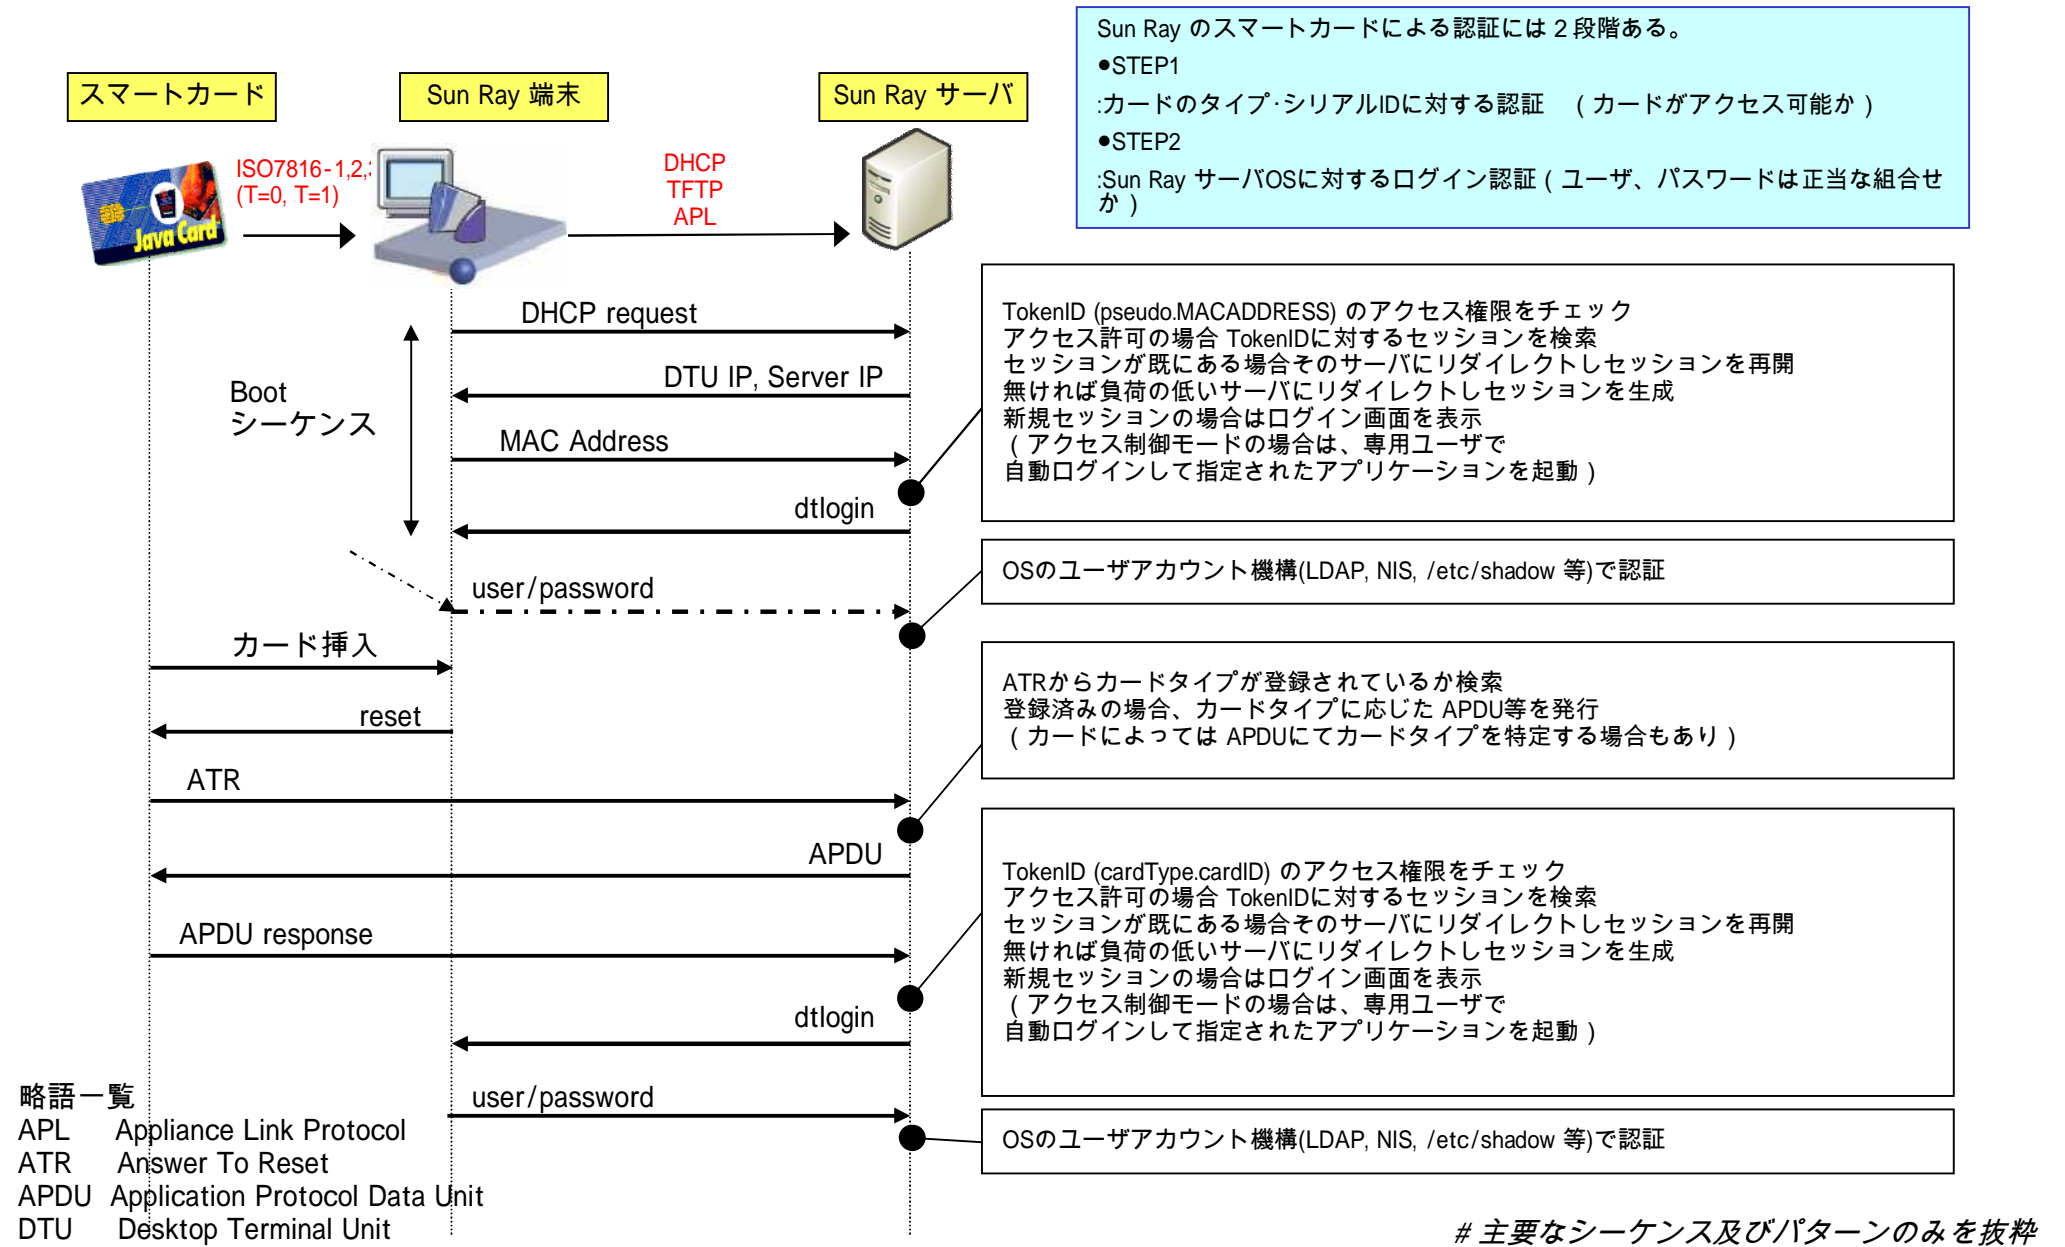 Sun Ray のスマートカードによる認証には２段階ある。
●STEP1
:カードのタイプ･シリアルIDに対する認証　（カードがアクセス可能か）
●STEP2
:Sun Ray サーバOSに対するログイン認証（ユーザ、パスワードは正当な組合せ
か）
スマートカード
Sun Ray 端末
Sun Ray サーバ
ISO7816-1,2,
(T=0, T=1)
DHCP
TFTP
APL
Java Card
DHCP request
DTU IP, Server IP
Boot
シーケンス
MAC Address
dtlogin
TokenID (pseudo.MACADDRESS) のアクセス権限をチェック
アクセス許可の場合 TokenIDに対するセッションを検索
セッションが既にある場合そのサーバにリダイレクトしセッションを再開
無ければ負荷の低いサーバにリダイレクトしセッションを生成
新規セッションの場合はログイン画面を表示
（アクセス制御モードの場合は、専用ユーザで
自動ログインして指定されたアプリケーションを起動）
user/password
OSのユーザアカウント機構(LDAP, NIS, /etc/shadow 等)で認証
カード挿入
reset
ATR
ATRからカードタイプが登録されているか検索
登録済みの場合、カードタイプに応じた APDU等を発行
（カードによっては APDUにてカードタイプを特定する場合もあり）
APDU
APDU response
dtlogin
TokenID (cardType.cardID) のアクセス権限をチェック
アクセス許可の場合 TokenIDに対するセッションを検索
セッションが既にある場合そのサーバにリダイレクトしセッションを再開
無ければ負荷の低いサーバにリダイレクトしセッションを生成
新規セッションの場合はログイン画面を表示
（アクセス制御モードの場合は、専用ユーザで
自動ログインして指定されたアプリケーションを起動）
user/password
OSのユーザアカウント機構(LDAP, NIS, /etc/shadow 等)で認証
略語一覧
APL Appliance Link Protocol
ATR Answer To Reset
APDU Application Protocol Data Unit
DTU Desktop Terminal Unit
# 主要なシーケンス及びパターンのみを抜粋